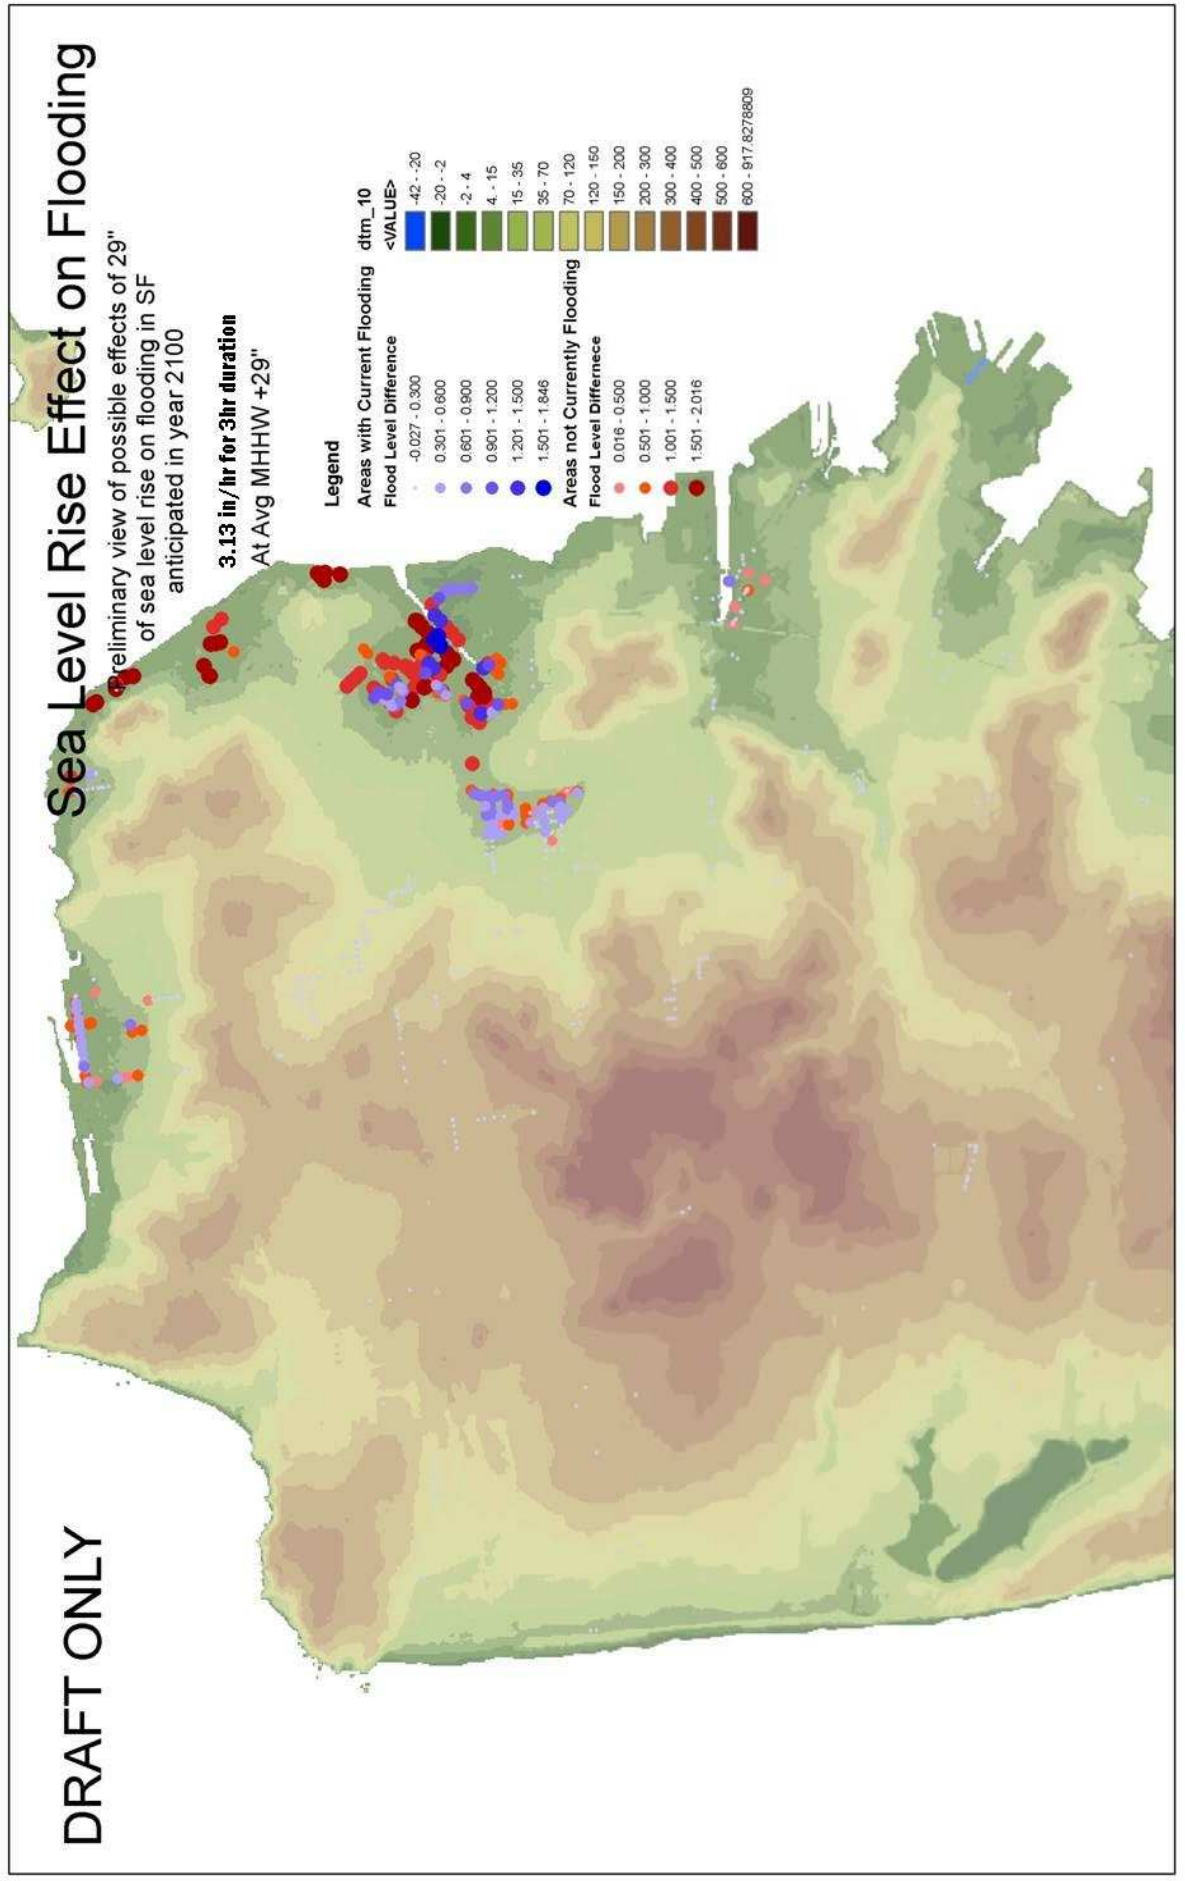 DRAFT ONLY
Sea Level Rise Effect on Flooding
Preliminary view of possible effects of 29"
of sea level rise on flooding in SF
anticipated in year 2100
3.13 in/hr for 3hr duration
At Avg MHHW +29"
Legend
Areas with Current Flooding
Flood Level Difference
-0.027 - 0.300
0.301 - 0.600
0.601 - 0.900
0.901 - 1.200
1.201 - 1.500
1.501 - 1.846
Areas not Currently Flooding
Flood Level Differnece
0.016 - 0.500
0.501 - 1.000
1.001 - 1.500
1.501 - 2.016
dtm_10
<VALUE>
-42 - -20
-20 - -2
-2 - 4
4. - 15
15 - 35
35 - 70
70 - 120
120 - 150
150 - 200
200 - 300
300 - 400
400 - 500
500 - 600
600 - 917.8278809